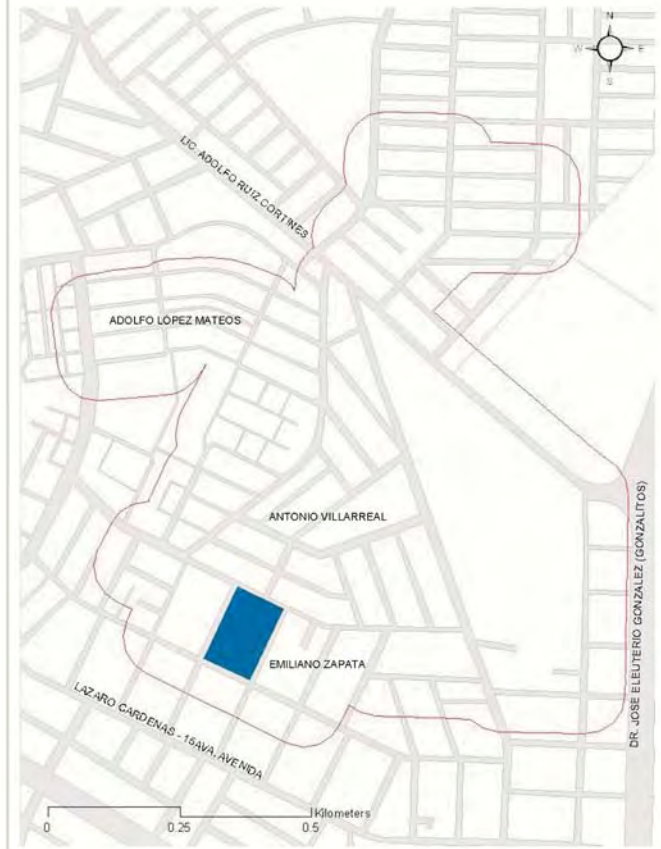 N
W E
S
LIC. ADOLFO RUIZ CORTINES
ADOLFO LÓPEZ MATEOS
ANTONIO VILLARREAL
EMILIANO ZAPATA
DR. JOSE ELEUTERIO GONZALEZ (GONZALITOS)
LAZARO CARDENAS - 15AVA, AVENIDA
Kilometers
0 0.25 0.5